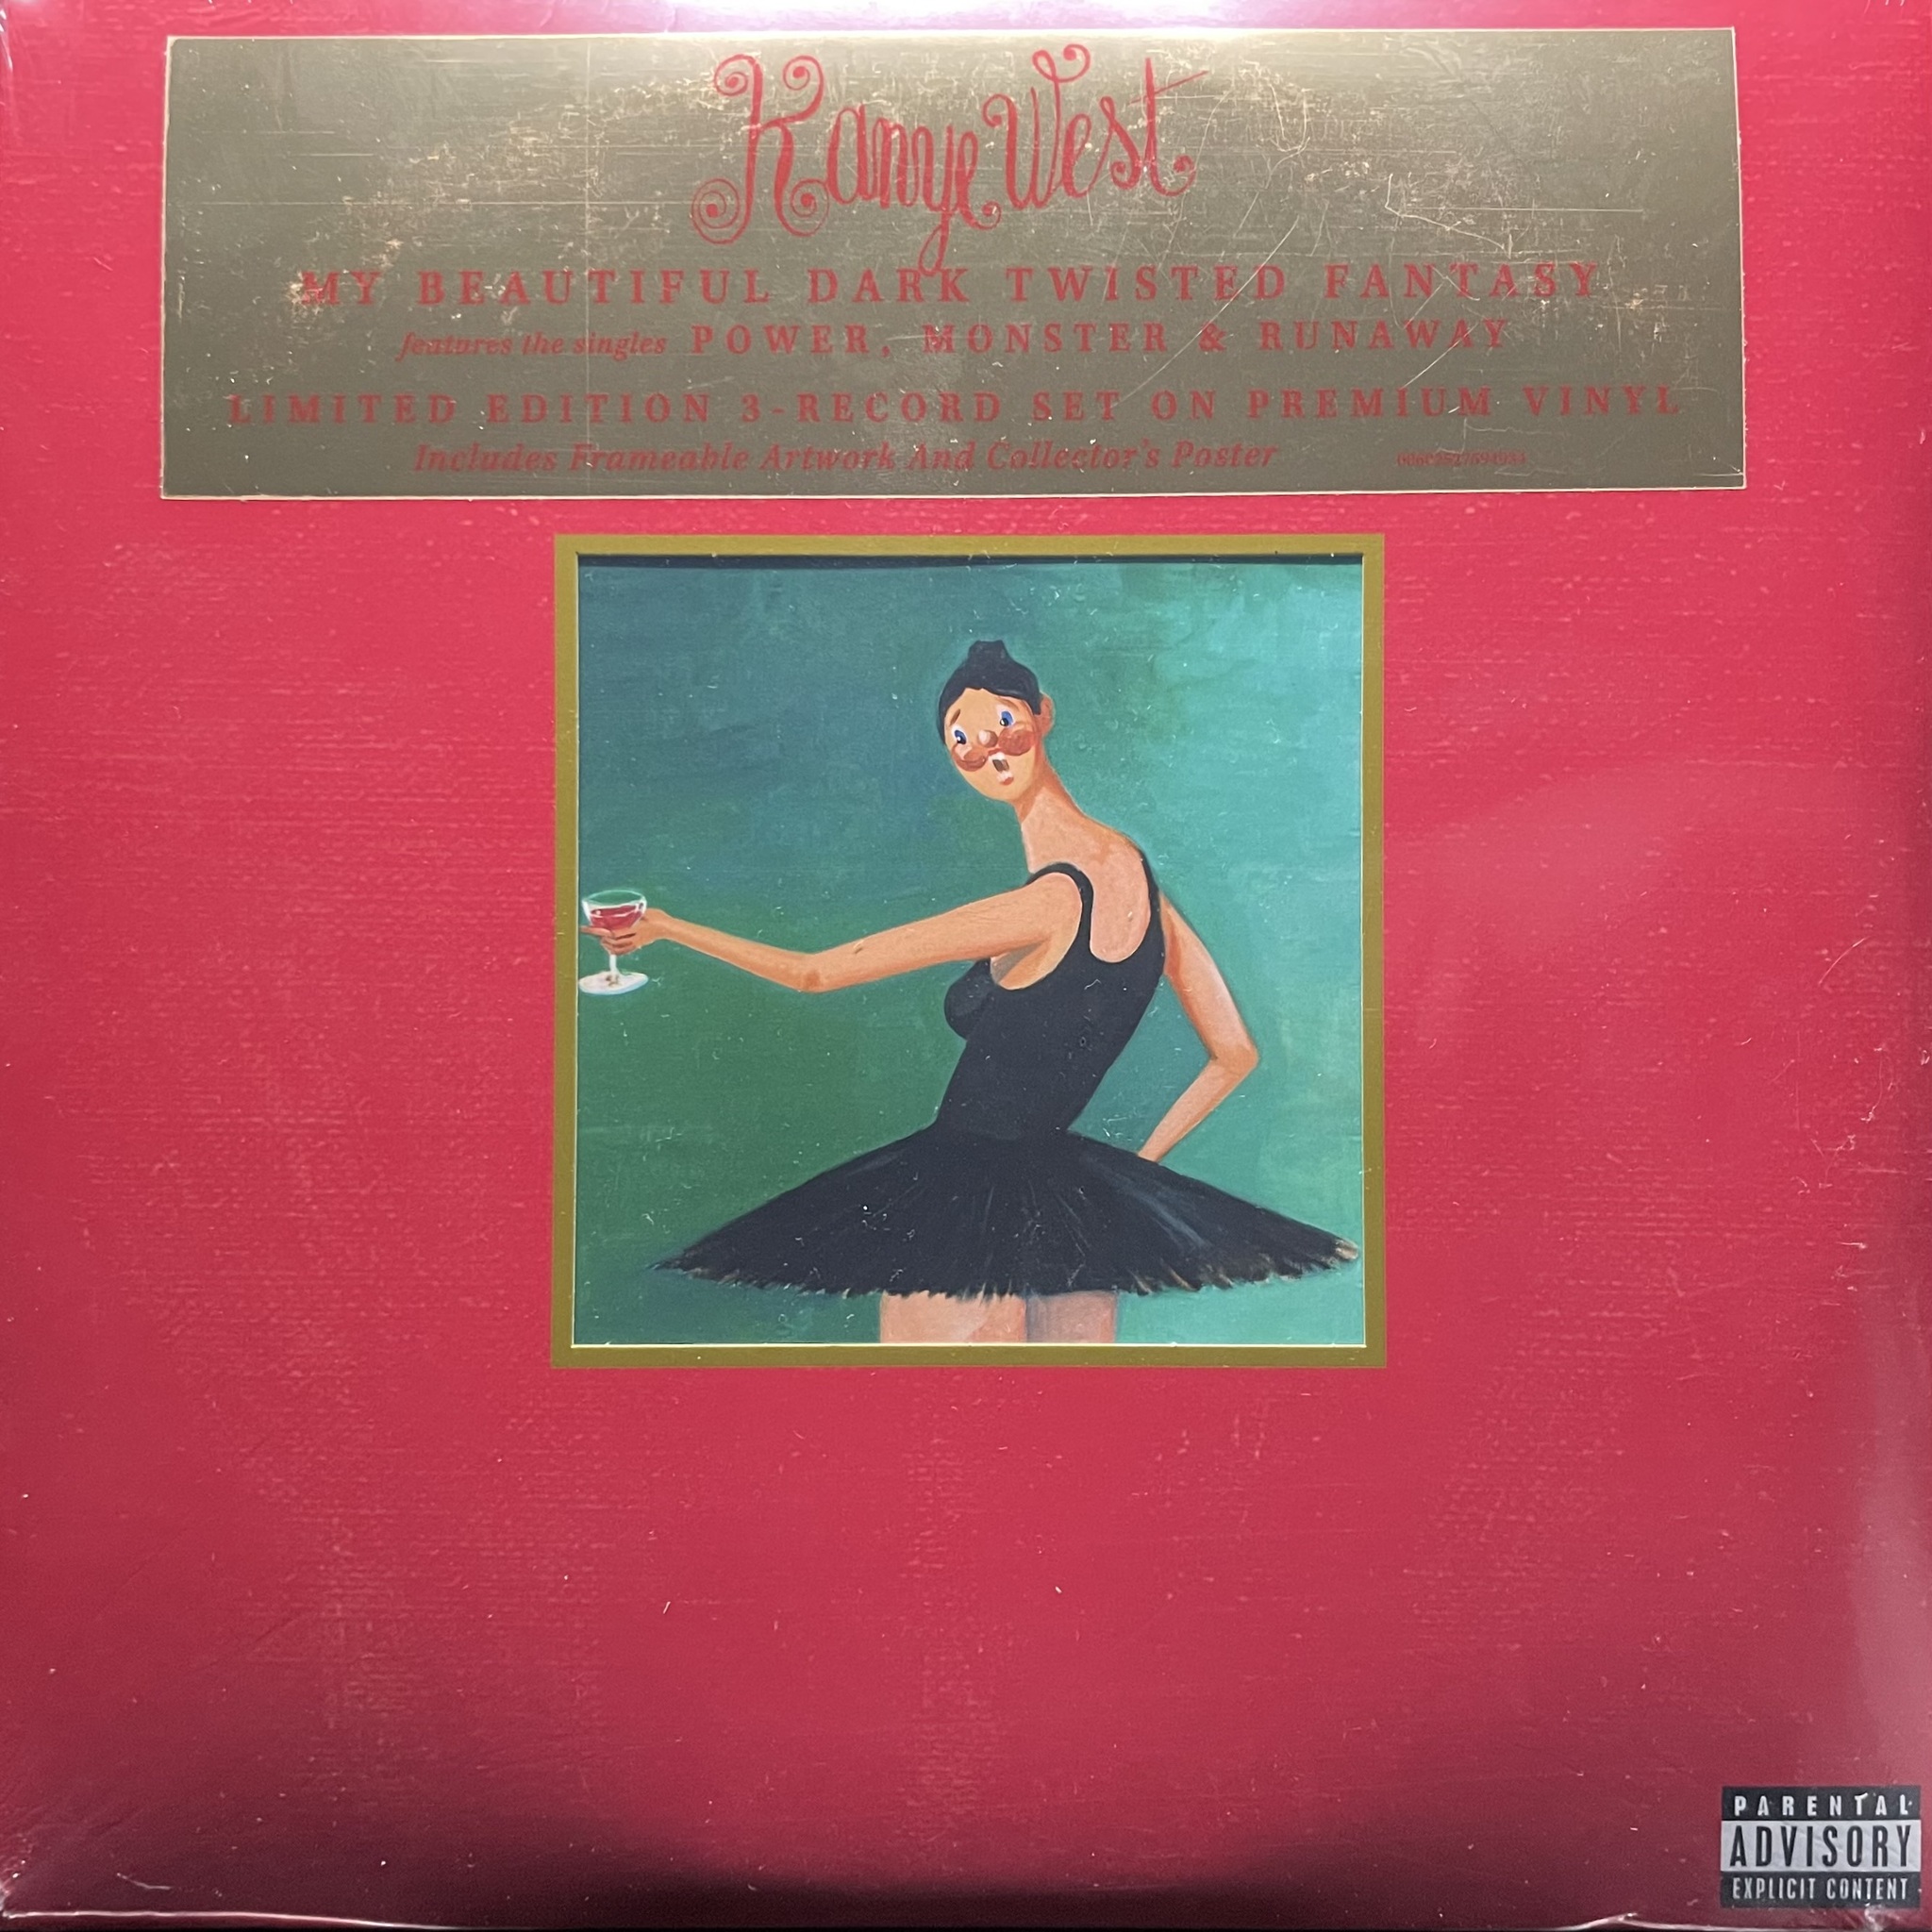 Kanye West
MY BEAUTIFUL DARK TWISTED FANTASY
features the singles POWER, MONSTER & RUNAWAY
LIMITED EDITION 3-RECORD SET ON PREMIUM VINYL
Includes Frameable Artwork And Collector's Poster
PARENTAL
ADVISORY
EXPLICIT CONTENT